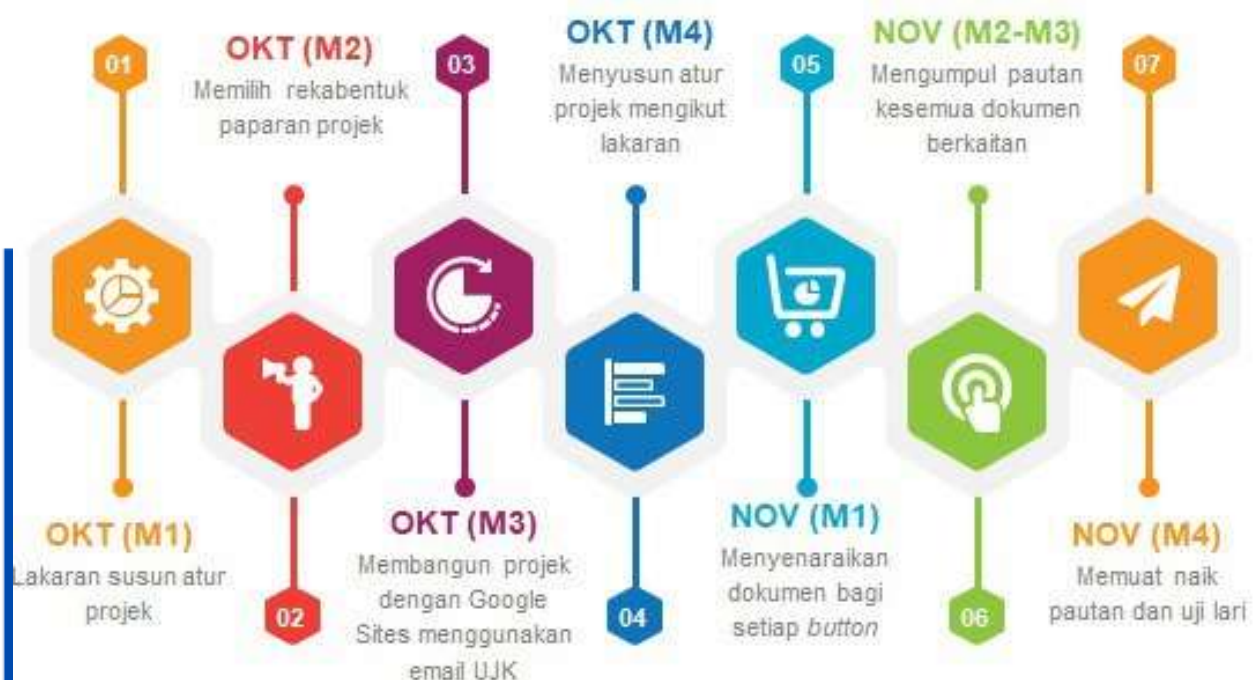 01
OKT (M1)
Lakaran susun atur
projek
OKT (M2)
Memilih rekabentuk
paparan projek
02
03
OKT (M3)
Membangun projek
dengan Google
Sites menggunakan
email UJK
OKT (M4)
Menyusun atur
projek mengikut
lakaran
04
05
NOV (M1)
Menyenaraikan
dokumen bagi
setiap button
NOV (M2-M3)
Mengumpul pautan
kesemua dokumen
berkaitan
06
07
NOV (M4)
Memuat naik
pautan dan uji lari